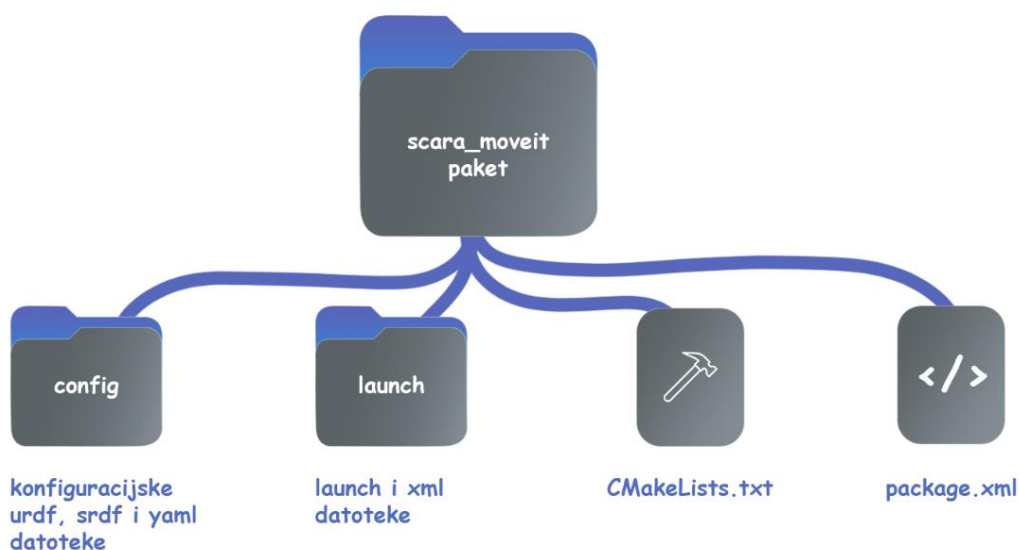 scara_moveit
paket
config
launch
</>
konfiguracijske
urdf, srdf i yaml
datoteke
launch i xml
datoteke
CMakeLists.txt
package.xml